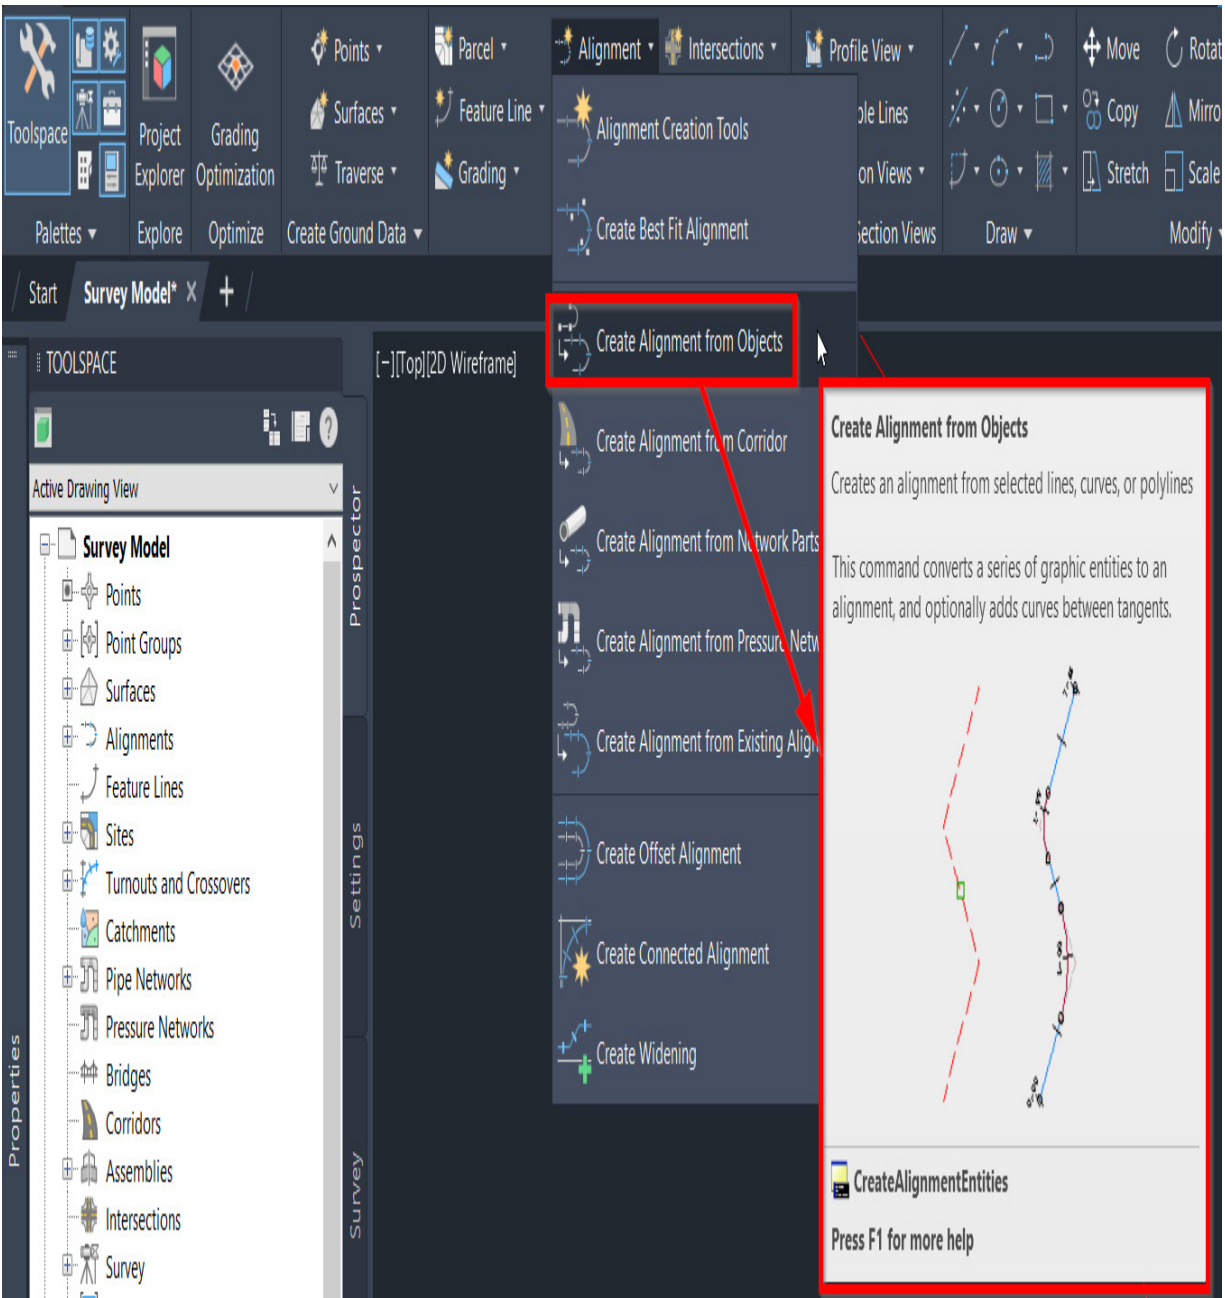 Toolspace
Project
Explorer
Grading
Optimization
Points
Surfaces
Traverse
Parcel
Feature Line
Grading
Alignment
Intersections
Profile View
ple Lines
on Views
Move
Copy
Stretch
Rotat
Mirro
Scale
Palettes
Explore
Optimize
Create Ground Data
Section Views
Draw
Modify
Alignment Creation Tools
Create Best Fit Alignment
Create Alignment from Objects
Create Alignment from Corridor
Create Alignment from Network Parts
Create Alignment from Pressure Netw
Create Alignment from Existing Align
Create Offset Alignment
Create Connected Alignment
Create Widening
Start
Survey Model*
[−][Top][2D Wireframe]
TOOLSPACE
Active Drawing View
Survey Model
Points
Point Groups
Surfaces
Alignments
Feature Lines
Sites
Turnouts and Crossovers
Catchments
Pipe Networks
Pressure Networks
Bridges
Corridors
Assemblies
Intersections
Survey
Prospector
Settings
Survey
Properties
Create Alignment from Objects
Creates an alignment from selected lines, curves, or polylines
This command converts a series of graphic entities to an
alignment, and optionally adds curves between tangents.
CreateAlignmentEntities
Press F1 for more help